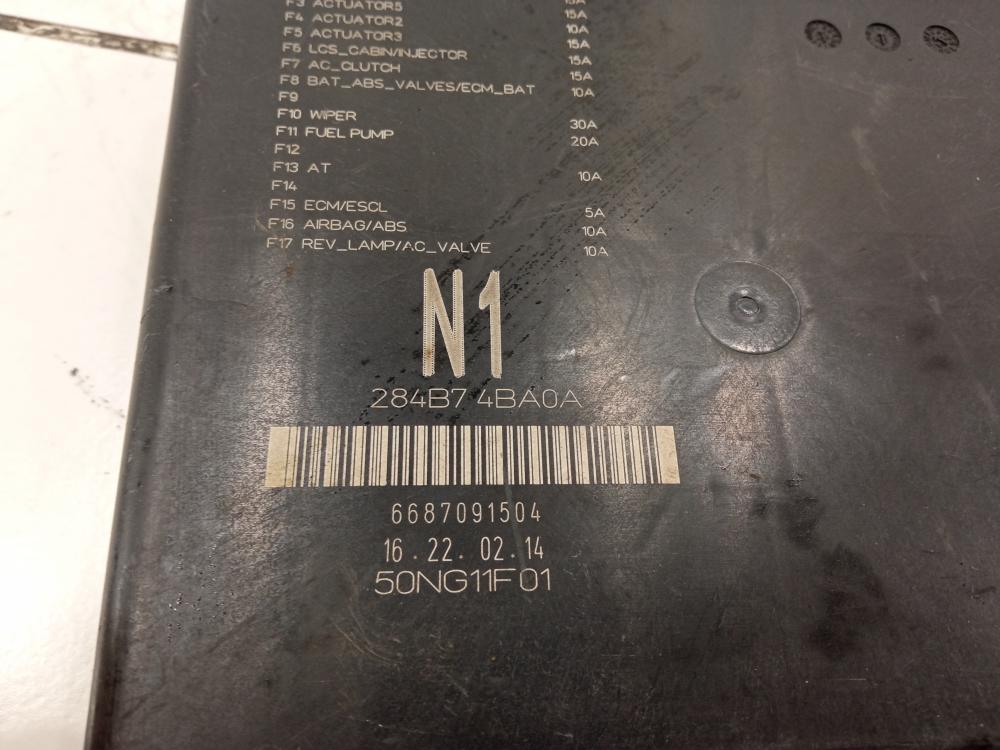 F3 ACTUATOR5 15A
F4 ACTUATOR2 10A
F5 ACTUATOR3 15A
F6 LCS_CABIN/INJECTOR 15A
F7 AC_CLUTCH 15A
F8 BAT_ABS_VALVES/ECM_BAT 10A
F9
F10 WIPER 30A
F11 FUEL PUMP 20A
F12
F13 AT 10A
F14
F15 ECM/ESCL 5A
F16 AIRBAG/ABS 10A
F17 REV_LAMP/AC_VALVE 10A
N1
284B7 4BA0A
6687091504
16.22.02.14
50NG11F01